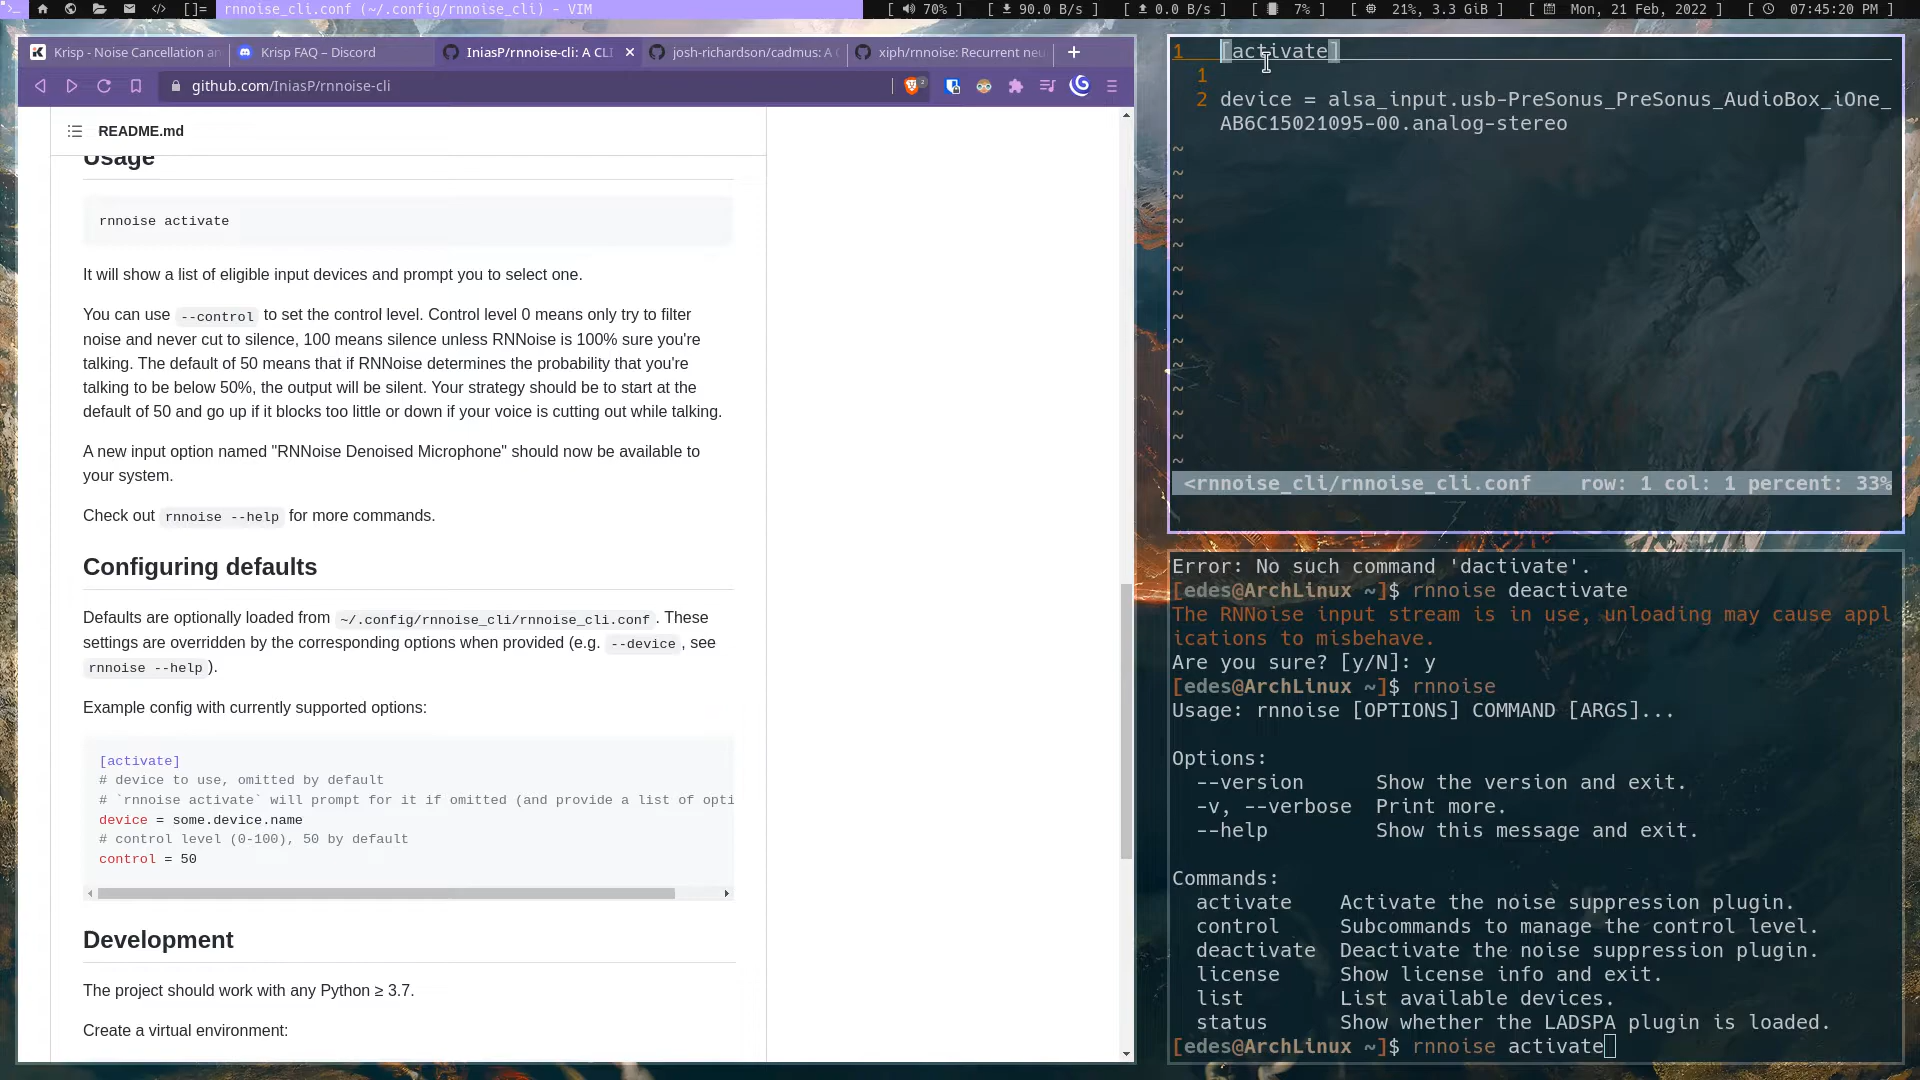 []= rnnoise_cli.conf (~/.config/rnnoise_cli) - VIM [ 70% ] [ 90.0 B/s ] [ 0.0 B/s ] [ 7% ] [ 21%, 3.3 GiB ] [ Mon, 21 Feb, 2022 ] [ 07:45:20 PM ]
Krisp - Noise Cancellation an Krisp FAQ – Discord IniasP/rnnoise-cli: A CLI josh-richardson/cadmus: A xiph/rnnoise: Recurrent neu
github.com/IniasP/rnnoise-cli
README.md
Usage
rnnoise activate
It will show a list of eligible input devices and prompt you to select one.
You can use --control to set the control level. Control level 0 means only try to filter
noise and never cut to silence, 100 means silence unless RNNoise is 100% sure you're
talking. The default of 50 means that if RNNoise determines the probability that you're
talking to be below 50%, the output will be silent. Your strategy should be to start at the
default of 50 and go up if it blocks too little or down if your voice is cutting out while talking.
A new input option named "RNNoise Denoised Microphone" should now be available to
your system.
Check out rnnoise --help for more commands.
Configuring defaults
Defaults are optionally loaded from ~/.config/rnnoise_cli/rnnoise_cli.conf. These
settings are overridden by the corresponding options when provided (e.g. --device, see
rnnoise --help).
Example config with currently supported options:
[activate]
# device to use, omitted by default
# `rnnoise activate` will prompt for it if omitted (and provide a list of opti
device = some.device.name
# control level (0-100), 50 by default
control = 50
Development
The project should work with any Python ≥ 3.7.
Create a virtual environment:
1 [activate]
1
2 device = alsa_input.usb-PreSonus_PreSonus_AudioBox_iOne_
AB6C15021095-00.analog-stereo
~
~
~
~
~
~
~
~
~
~
~
~
~
~
<rnnoise_cli/rnnoise_cli.conf row: 1 col: 1 percent: 33%
Error: No such command 'dactivate'.
[edes@ArchLinux ~]$ rnnoise deactivate
The RNNoise input stream is in use, unloading may cause appl
ications to misbehave.
Are you sure? [y/N]: y
[edes@ArchLinux ~]$ rnnoise
Usage: rnnoise [OPTIONS] COMMAND [ARGS]...
Options:
--version Show the version and exit.
-v, --verbose Print more.
--help Show this message and exit.
Commands:
activate Activate the noise suppression plugin.
control Subcommands to manage the control level.
deactivate Deactivate the noise suppression plugin.
license Show license info and exit.
list List available devices.
status Show whether the LADSPA plugin is loaded.
[edes@ArchLinux ~]$ rnnoise activate